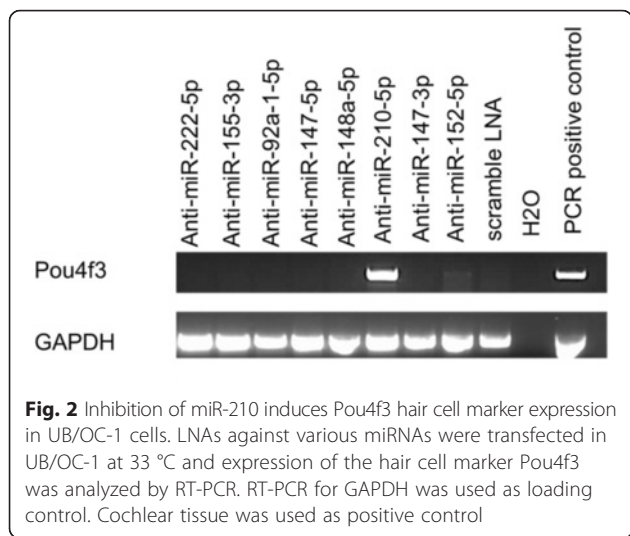 Anti-miR-222-5p
Anti-miR-155-3p
Anti-miR-92a-1-5p
Anti-miR-147-5p
Anti-miR-148a-5p
Anti-miR-210-5p
Anti-miR-147-3p
Anti-miR-152-5p
scramble LNA
H2O
PCR positive control
Pou4f3
GAPDH
Fig. 2 Inhibition of miR-210 induces Pou4f3 hair cell marker expression
in UB/OC-1 cells. LNAs against various miRNAs were transfected in
UB/OC-1 at 33 °C and expression of the hair cell marker Pou4f3
was analyzed by RT-PCR. RT-PCR for GAPDH was used as loading
control. Cochlear tissue was used as positive control